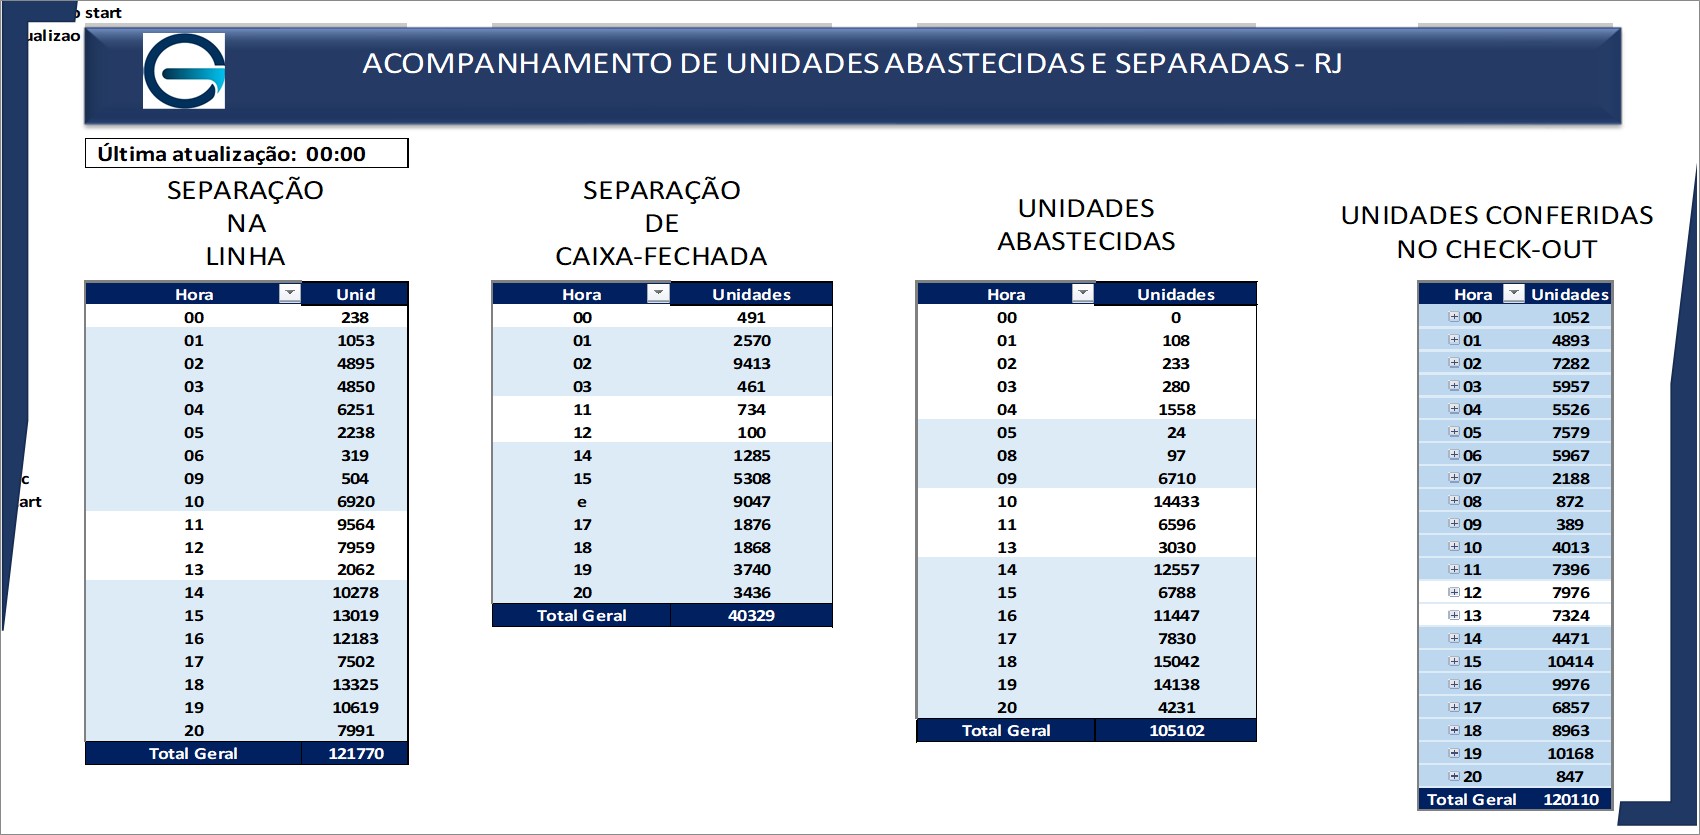 start
ualizao
ACOMPANHAMENTO DE UNIDADES ABASTECIDAS E SEPARADAS - RJ
Última atualização: 00:00
SEPARAÇÃO
NA
LINHA
Hora Unid
00 238
01 1053
02 4895
03 4850
04 6251
05 2238
06 319
09 504
10 6920
11 9564
12 7959
13 2062
14 10278
15 13019
16 12183
17 7502
18 13325
19 10619
20 7991
Total Geral 121770
SEPARAÇÃO
DE
CAIXA-FECHADA
Hora Unidades
00 491
01 2570
02 9413
03 461
11 734
12 100
14 1285
15 5308
e 9047
17 1876
18 1868
19 3740
20 3436
Total Geral 40329
UNIDADES
ABASTECIDAS
Hora Unidades
00 0
01 108
02 233
03 280
04 1558
05 24
08 97
09 6710
10 14433
11 6596
13 3030
14 12557
15 6788
16 11447
17 7830
18 15042
19 14138
20 4231
Total Geral 105102
UNIDADES CONFERIDAS
NO CHECK-OUT
Hora Unidades
00 1052
01 4893
02 7282
03 5957
04 5526
05 7579
06 5967
07 2188
08 872
09 389
10 4013
11 7396
12 7976
13 7324
14 4471
15 10414
16 9976
17 6857
18 8963
19 10168
20 847
Total Geral 120110
c
art